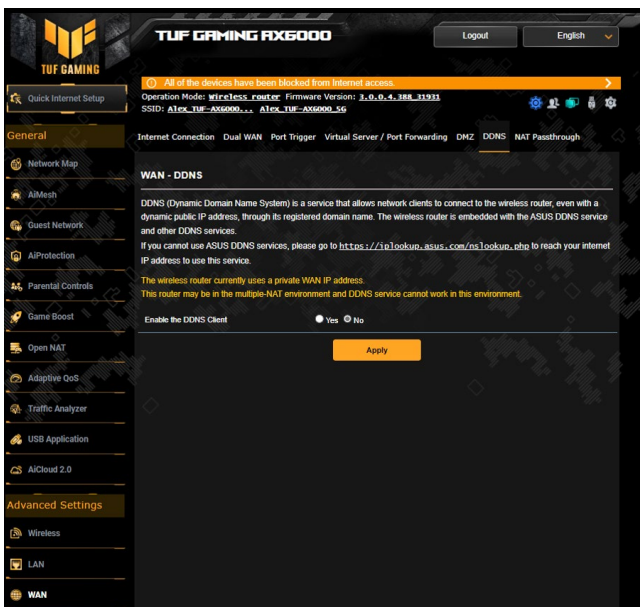 TUF GAMING
TUF GAMING AX6000
Logout
English
All of the devices have been blocked from Internet access.
Quick Internet Setup
Operation Mode: Wireless router Firmware Version: 3.0.0.4.388_31931
SSID: Alex_TUF-AX6000... Alex_TUF-AX6000_5G
General
Internet Connection Dual WAN Port Trigger Virtual Server / Port Forwarding DMZ DDNS NAT Passthrough
Network Map
AiMesh
Guest Network
AiProtection
Parental Controls
Game Boost
Open NAT
Adaptive QoS
Traffic Analyzer
USB Application
AiCloud 2.0
Advanced Settings
Wireless
LAN
WAN
WAN - DDNS
DDNS (Dynamic Domain Name System) is a service that allows network clients to connect to the wireless router, even with a
dynamic public IP address, through its registered domain name. The wireless router is embedded with the ASUS DDNS service
and other DDNS services.
If you cannot use ASUS DDNS services, please go to https://iplookup.asus.com/nslookup.php to reach your internet
IP address to use this service.
The wireless router currently uses a private WAN IP address.
This router may be in the multiple-NAT environment and DDNS service cannot work in this environment.
Enable the DDNS Client Yes No
Apply